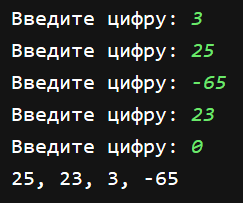 Введите цифру: 3
Введите цифру: 25
Введите цифру: -65
Введите цифру: 23
Введите цифру: 0
25, 23, 3, -65